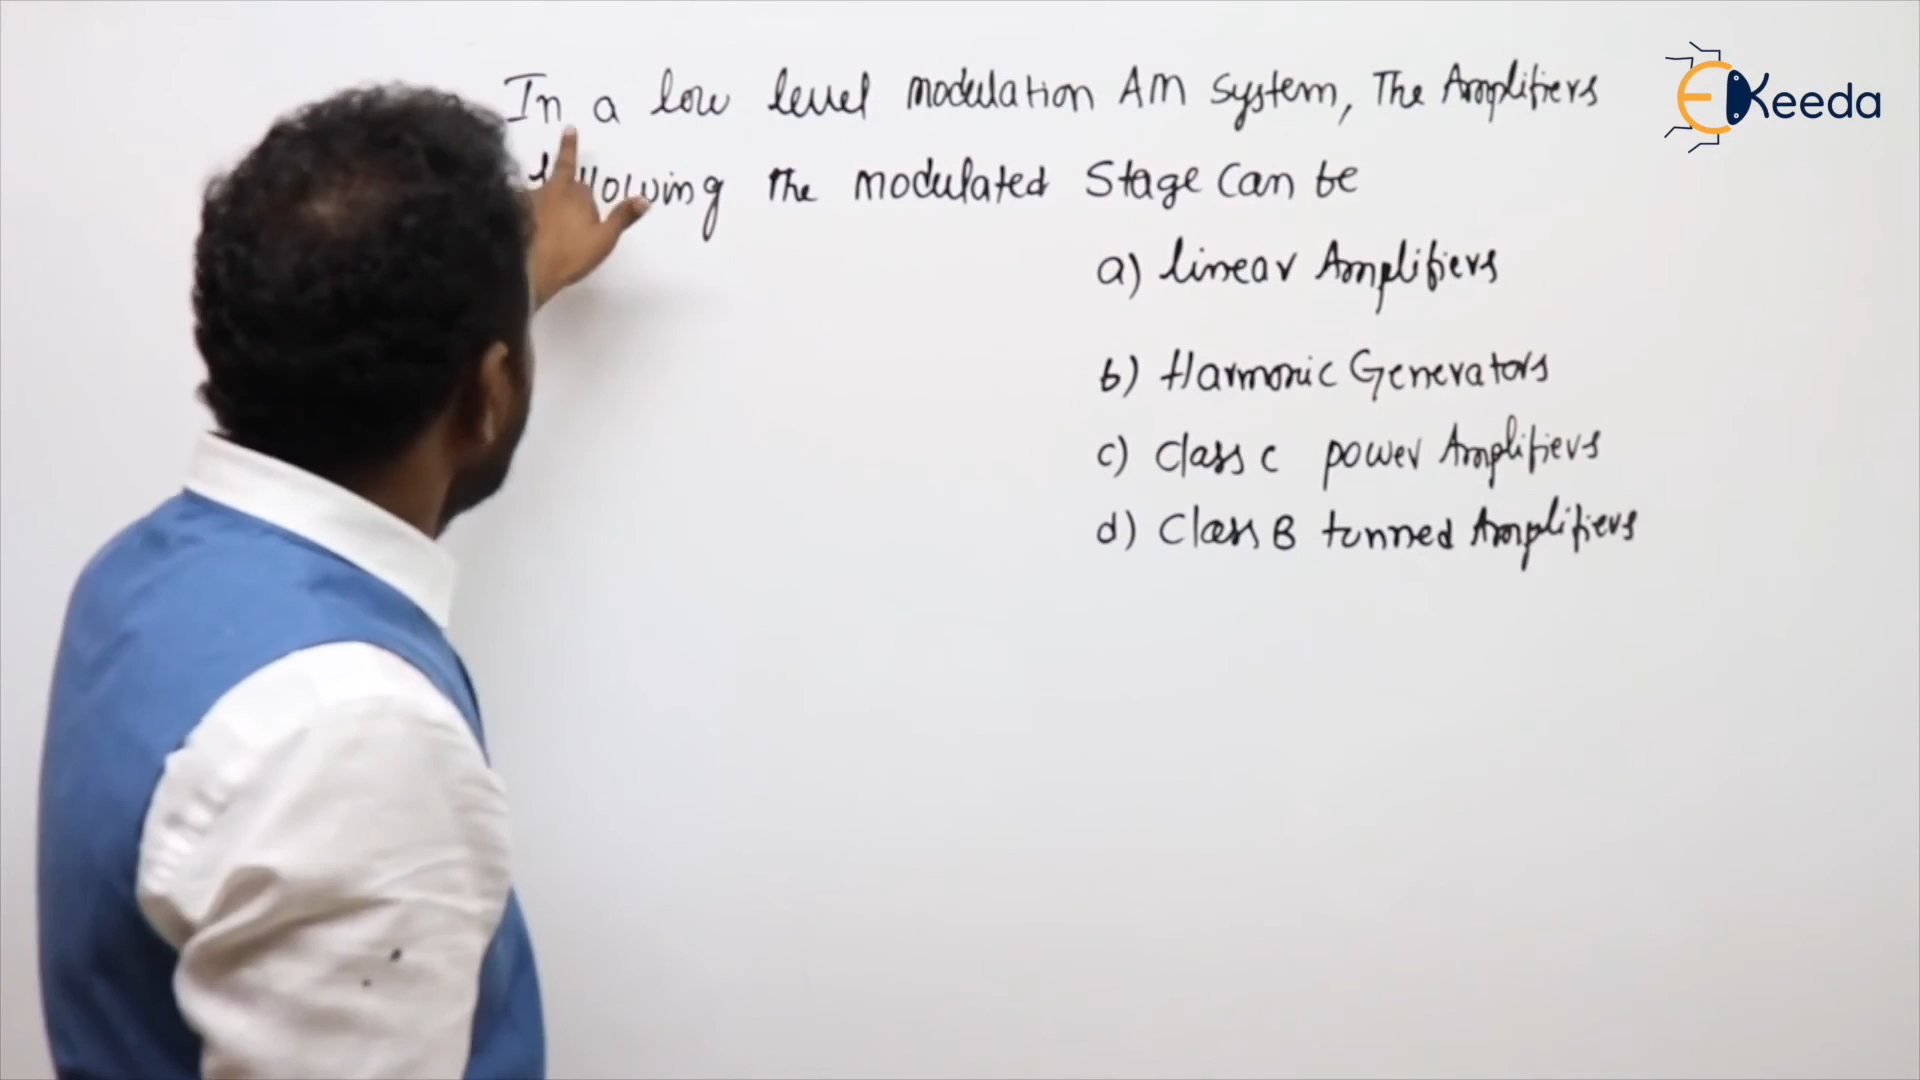 In a low level modulation AM System, The Amplifiers
following the modulated Stage can be
a) linear Amplifiers
b) Harmonic Generators
c) Class C power Amplifiers
d) Class B tunned Amplifiers
EKeeda